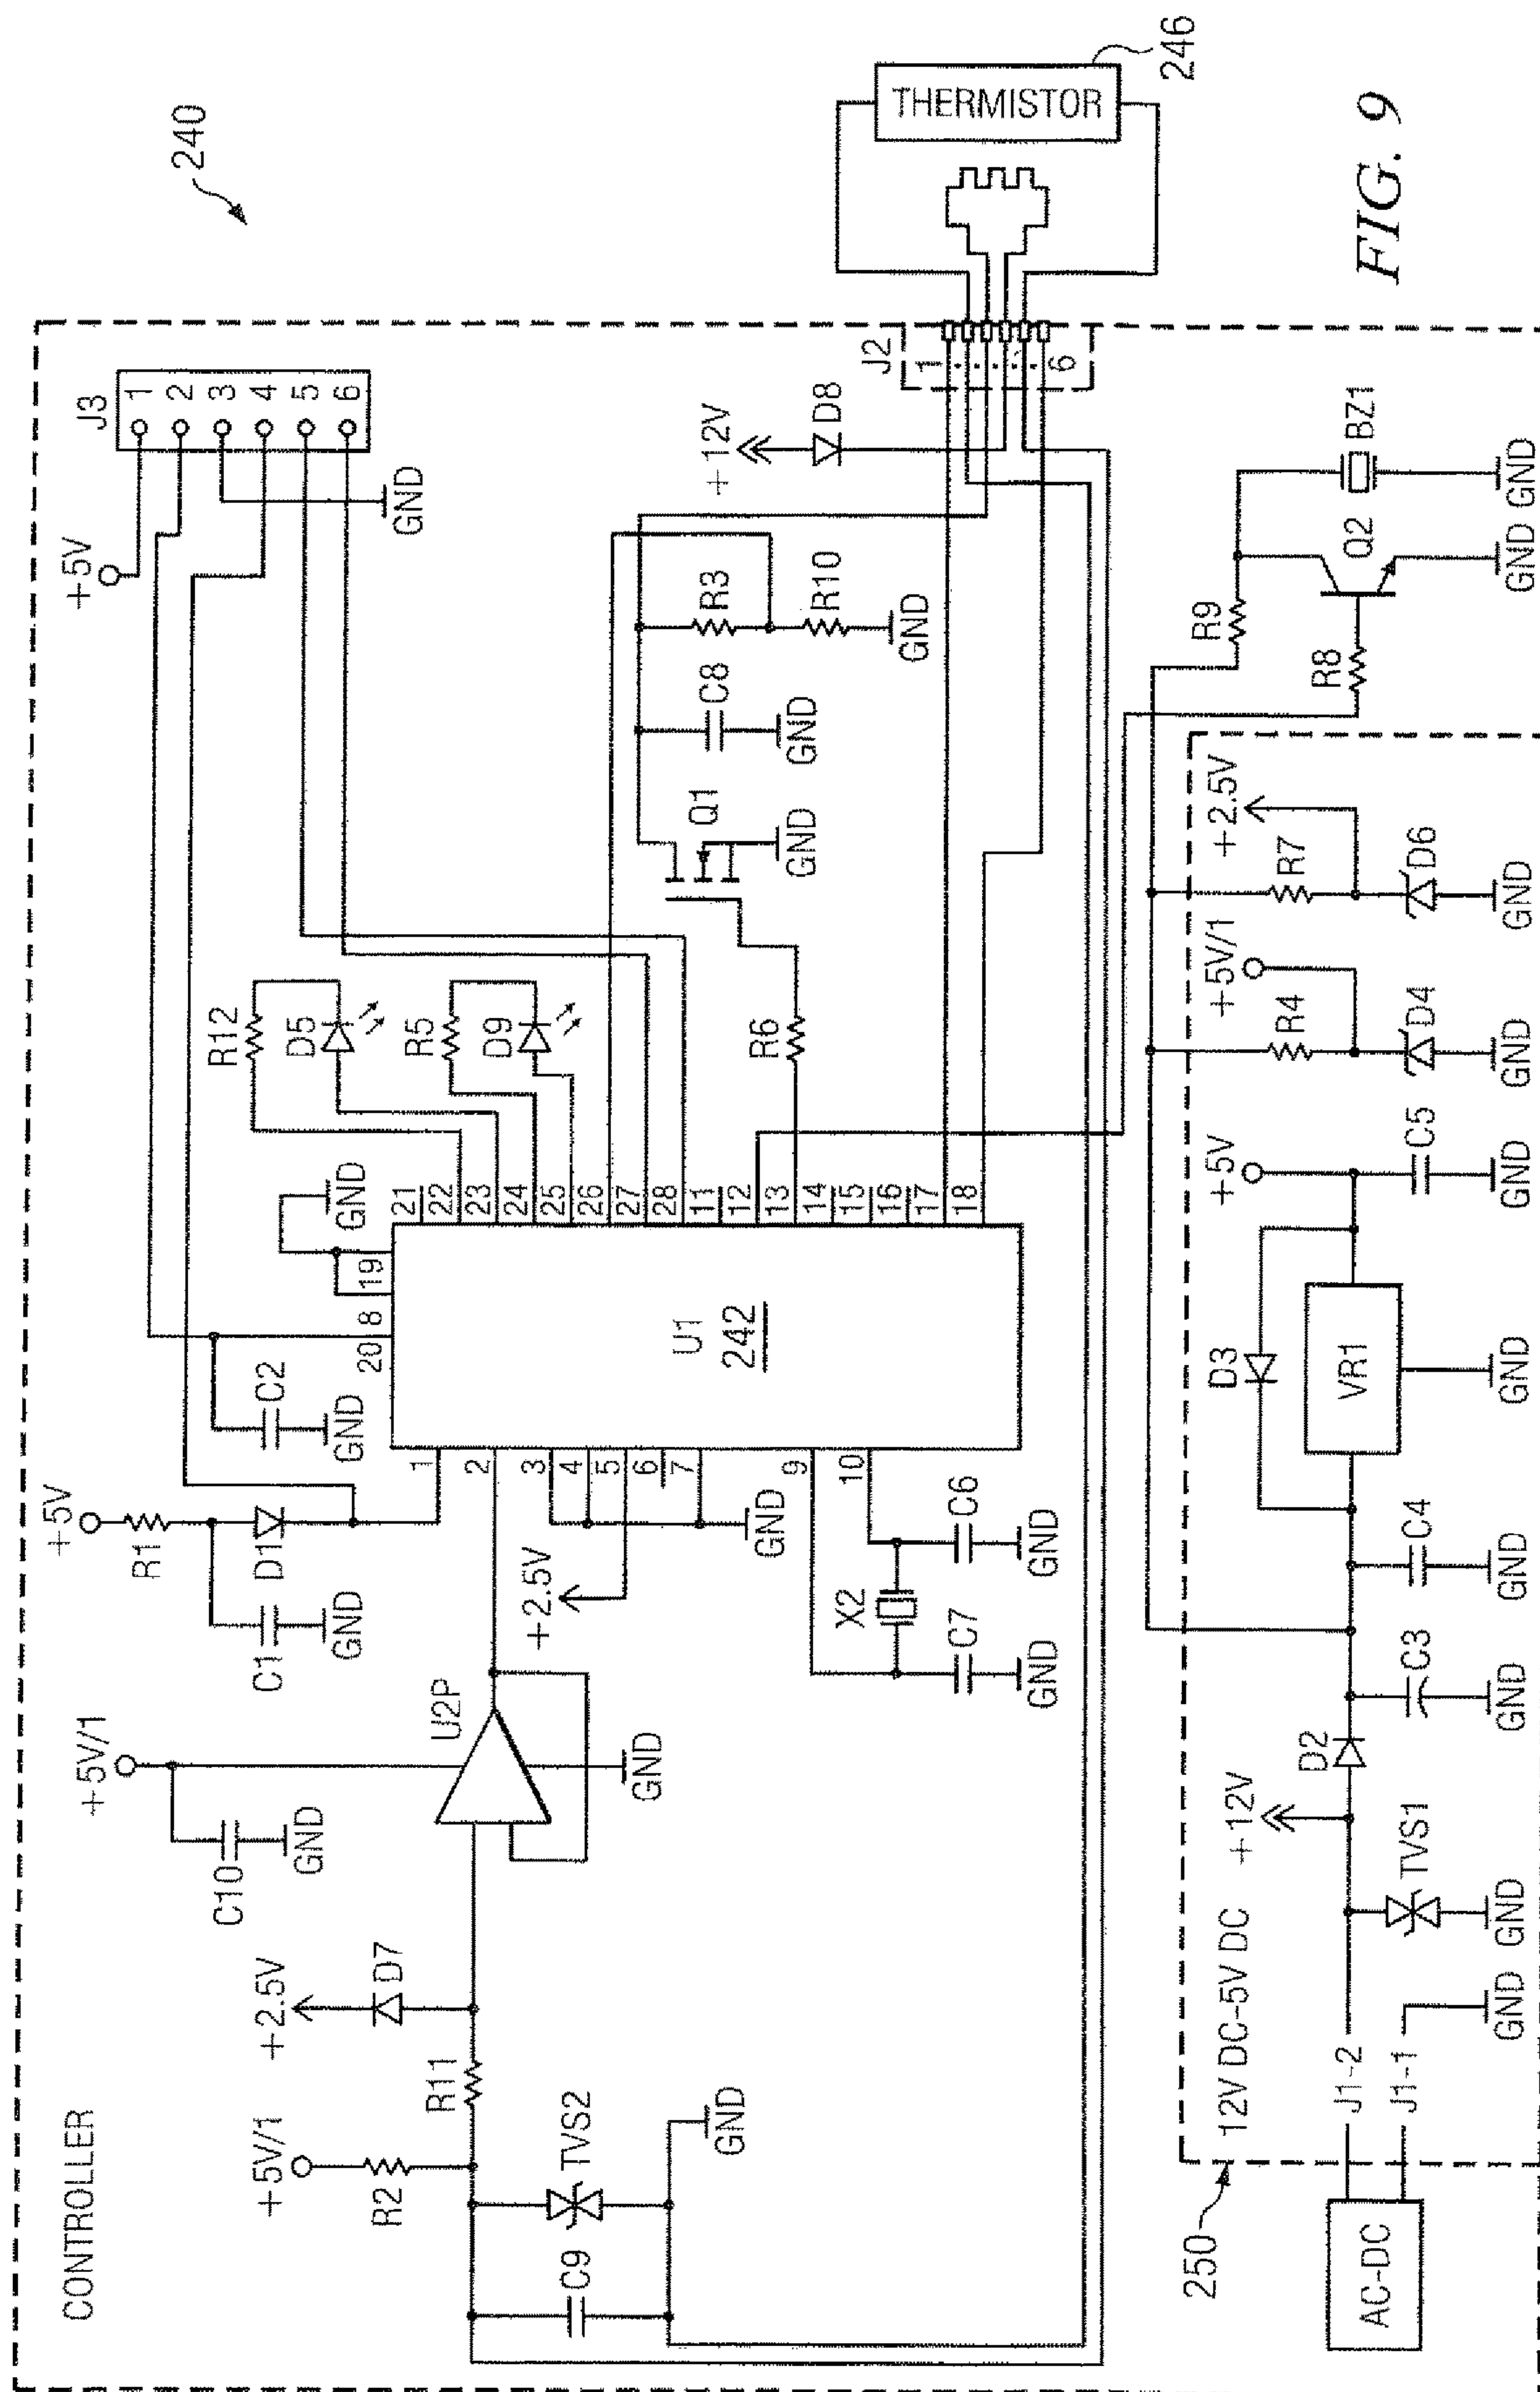 240
CONTROLLER
J3
1
2
3
4
5
6
+5V
GND
+5V
R1
C1
GND
D1
C2
GND
GND
R12
D5
R5
D9
+5V/1
C10
GND
U2P
GND
+2.5V
D7
R11
+5V/1
R2
TVS2
C9
GND
+2.5V
GND
1
2
3
4
5
6
7
9
10
20
8
19
21
22
23
24
25
26
27
28
11
12
13
14
15
16
17
18
U1
242
X2
C7
GND
C6
GND
R6
Q1
GND
C8
GND
R3
R10
GND
+12V
D8
J2
1
6
THERMISTOR
246
R9
R8
Q2
GND
BZ1
GND
250
12V DC-5V DC
AC-DC
J1-2
J1-1
GND
TVS1
GND
+12V
D2
C3
GND
C4
GND
D3
VR1
GND
+5V
C5
GND
+5V/1
R4
D4
GND
+2.5V
R7
D6
GND
FIG. 9